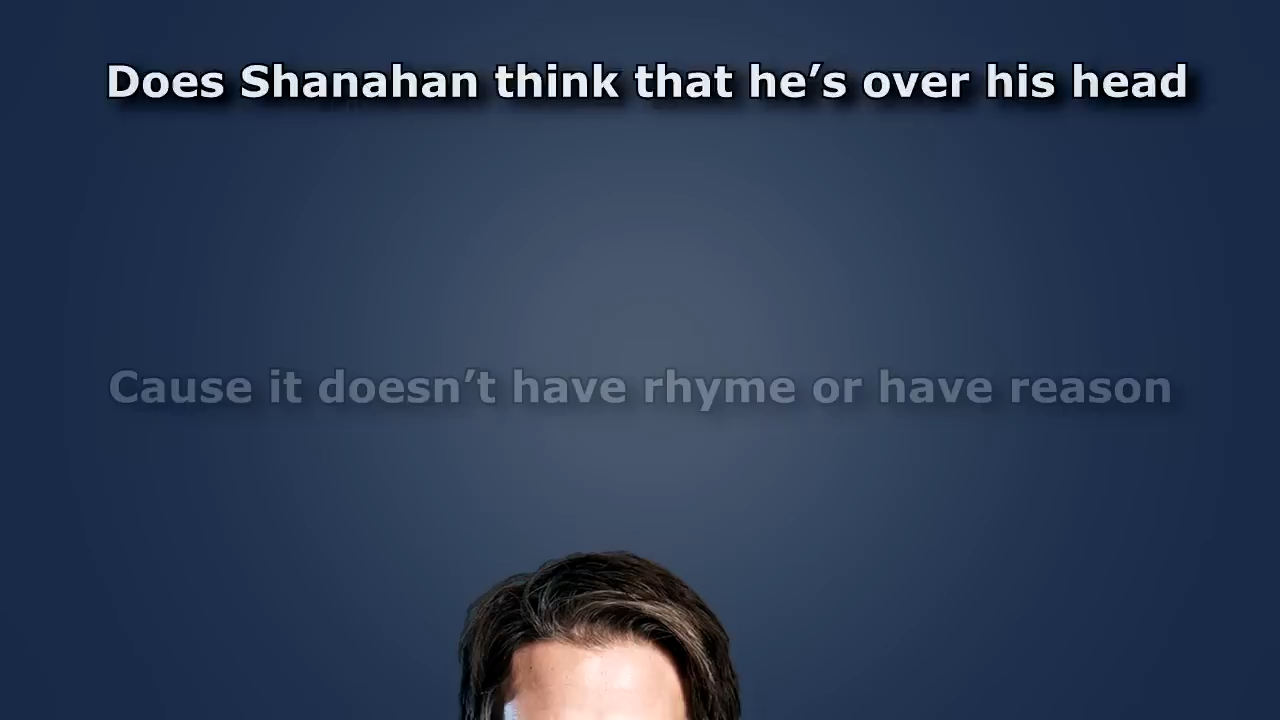 Does Shanahan think that he’s over his head
Cause it doesn’t have rhyme or have reason